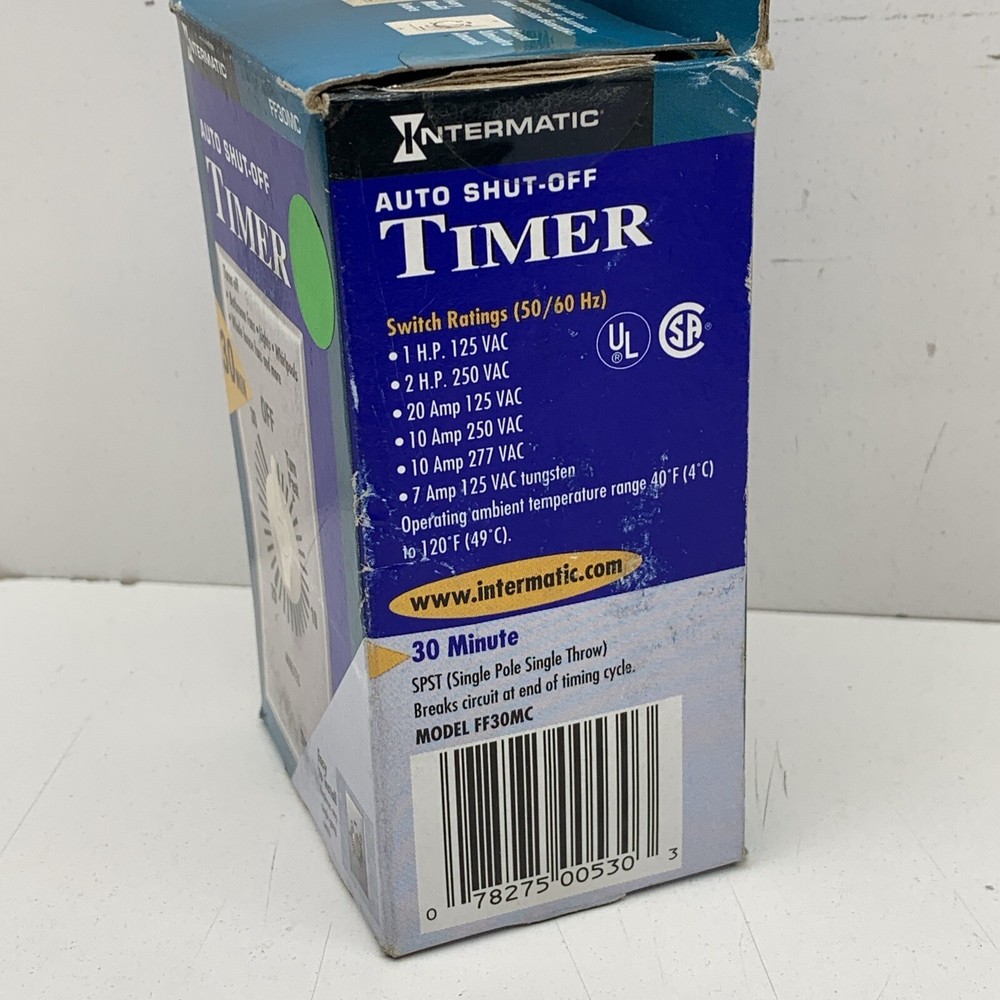 INTERMATIC
FF30MC
AUTO SHUT-OFF
TIMER
30 MIN
OFF
INTERMATIC
AUTO SHUT-OFF
TIMER
Switch Ratings (50/60 Hz)
• 1 H.P. 125 VAC
• 2 H.P. 250 VAC
• 20 Amp 125 VAC
• 10 Amp 250 VAC
• 10 Amp 277 VAC
• 7 Amp 125 VAC tungsten
UL ®
SA ®
Operating ambient temperature range 40°F (4°C)
to 120°F (49°C).
www.intermatic.com
30 Minute
SPST (Single Pole Single Throw)
Breaks circuit at end of timing cycle.
MODEL FF30MC
0 78275 00530 3